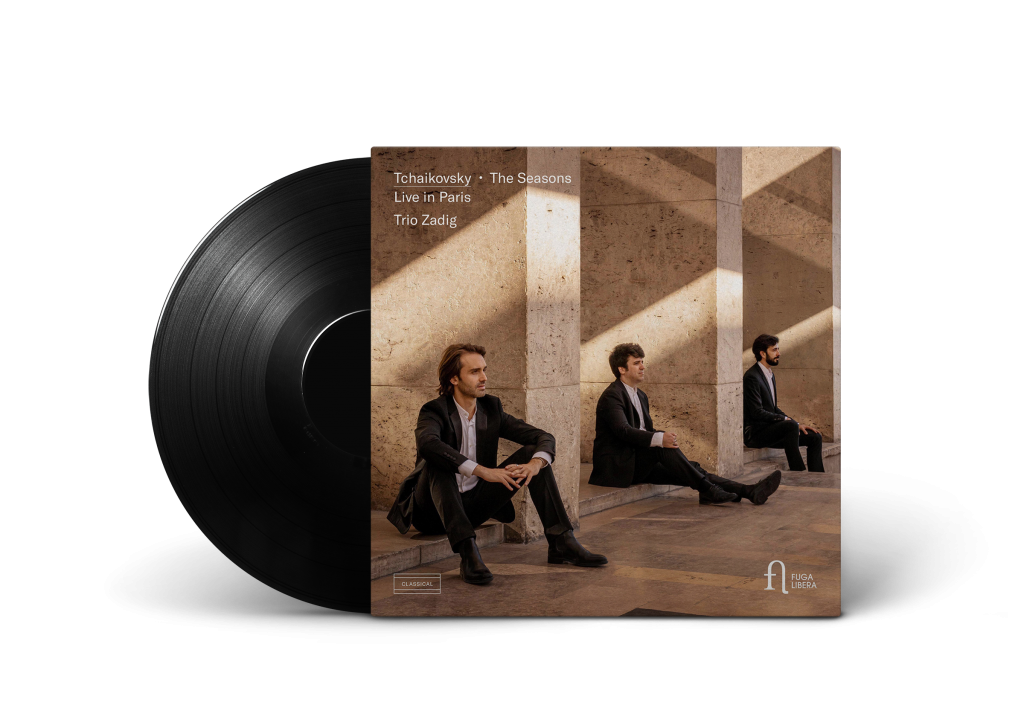 Tchaikovsky • The Seasons
Live in Paris
Trio Zadig
CLASSICAL
FUGA
LIBERA